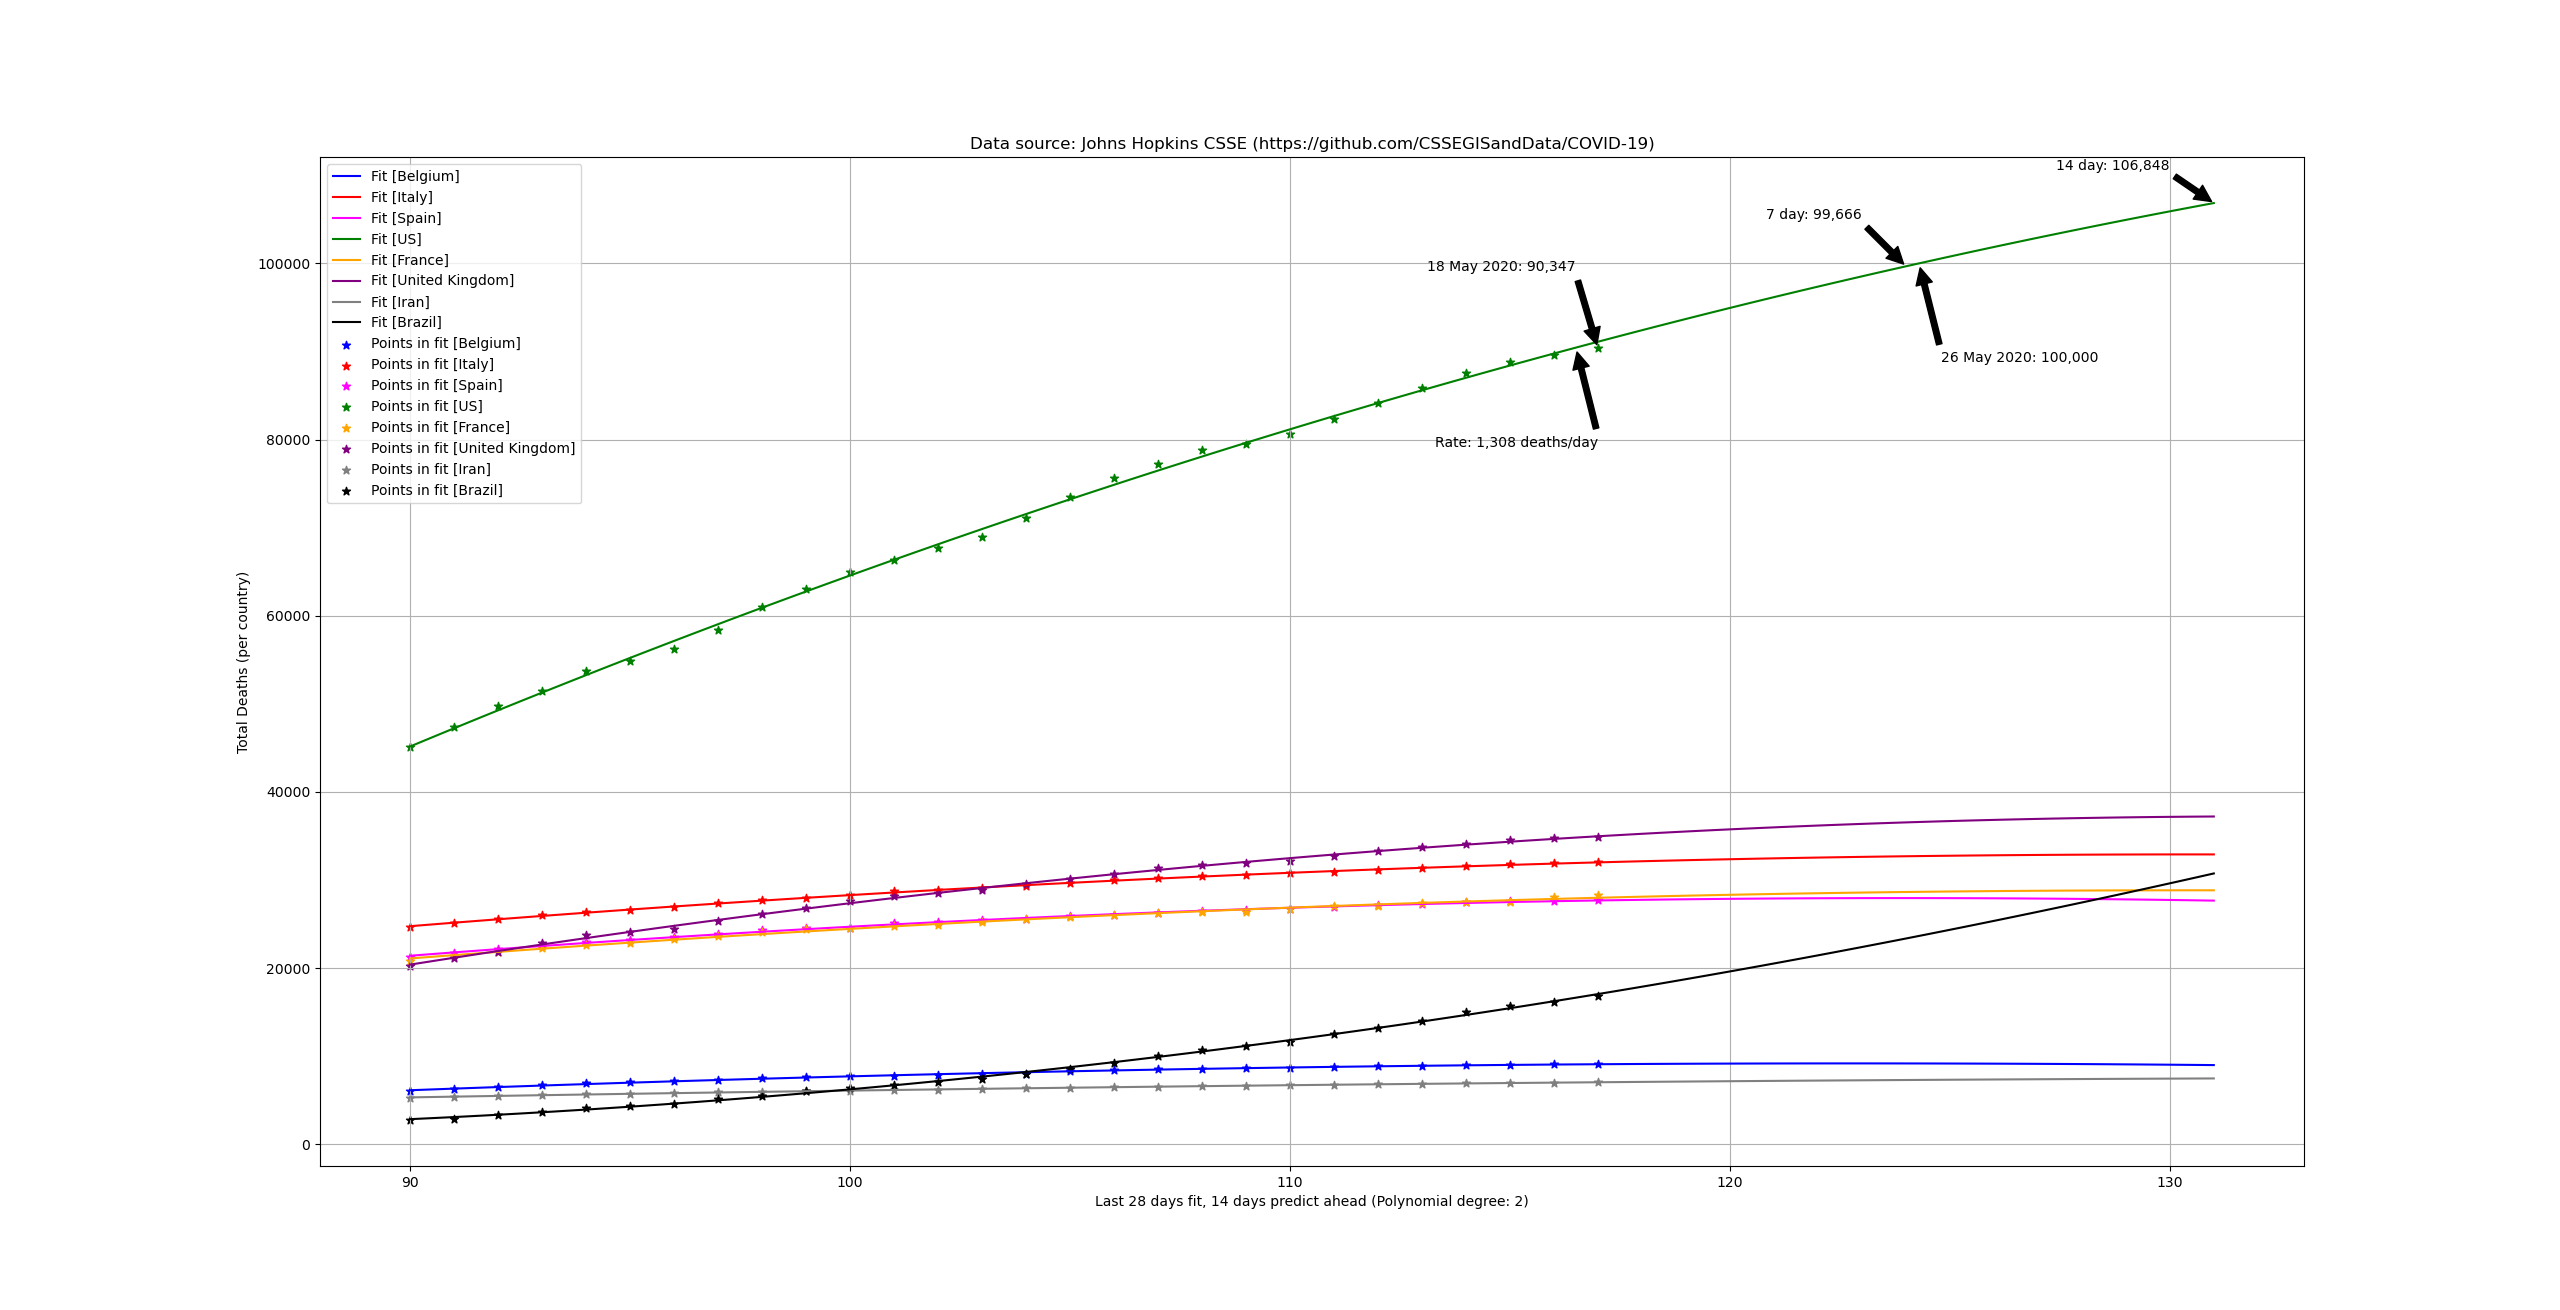 Data source: Johns Hopkins CSSE (https://github.com/CSSEGISandData/COVID-19)
Fit [Belgium]
Fit [Italy]
Fit [Spain]
Fit [US]
Fit [France]
Fit [United Kingdom]
Fit [Iran]
Fit [Brazil]
Points in fit [Belgium]
Points in fit [Italy]
Points in fit [Spain]
Points in fit [US]
Points in fit [France]
Points in fit [United Kingdom]
Points in fit [Iran]
Points in fit [Brazil]
14 day: 106,848
7 day: 99,666
18 May 2020: 90,347
26 May 2020: 100,000
Rate: 1,308 deaths/day
Total Deaths (per country)
100000
80000
60000
40000
20000
0
90
100
110
120
130
Last 28 days fit, 14 days predict ahead (Polynomial degree: 2)